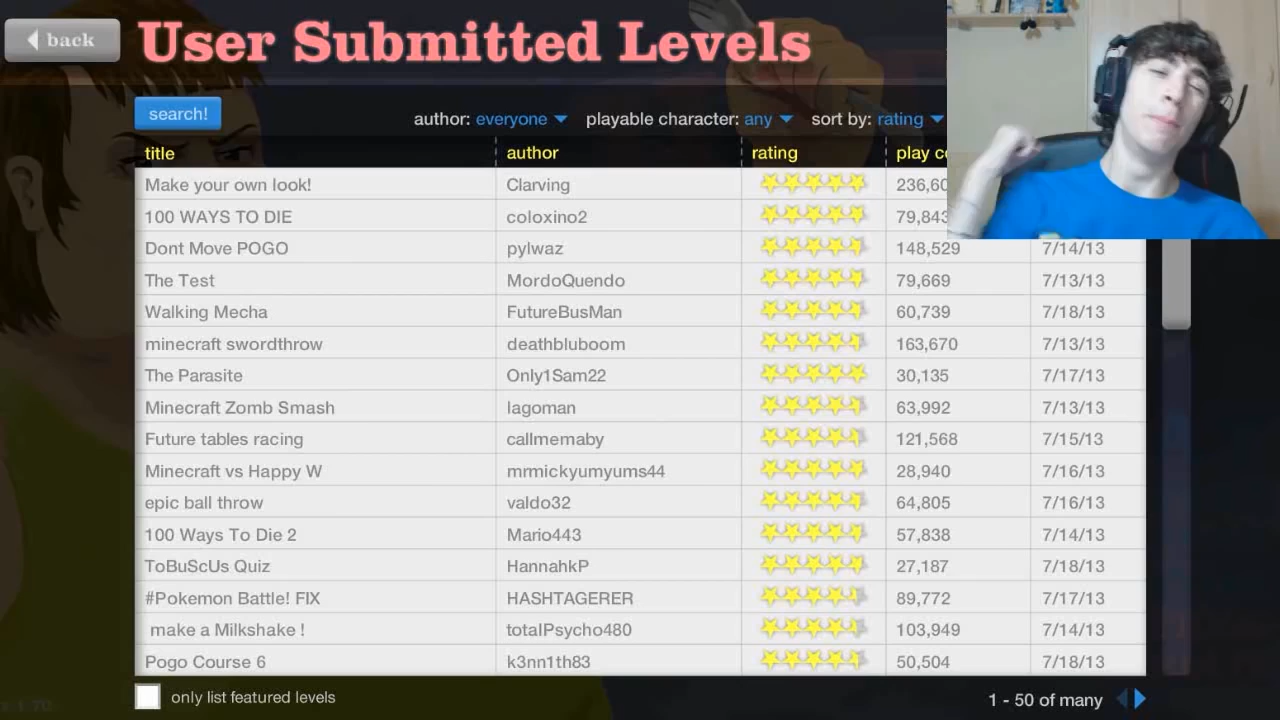 back
User Submitted Levels
search!
author: everyone playable character: any sort by: rating
title author rating play
Make your own look! Clarving
100 WAYS TO DIE coloxino2 79,843
Dont Move POGO pylwaz 148,529 7/14/13
The Test MordoQuendo 79,669 7/13/13
Walking Mecha FutureBusMan 60,739 7/18/13
minecraft swordthrow deathbluboom 163,670 7/13/13
The Parasite Only1Sam22 30,135 7/17/13
Minecraft Zomb Smash lagoman 63,992 7/13/13
Future tables racing callmemaby 121,568 7/15/13
Minecraft vs Happy W mrmickyumyums44 28,940 7/16/13
epic ball throw valdo32 64,805 7/16/13
100 Ways To Die 2 Mario443 57,838 7/14/13
ToBuScUs Quiz HannahkP 27,187 7/18/13
#Pokemon Battle! FIX HASHTAGERER 89,772 7/17/13
make a Milkshake ! totalPsycho480 103,949 7/14/13
Pogo Course 6 k3nn1th83 50,504 7/18/13
only list featured levels 1 - 50 of many